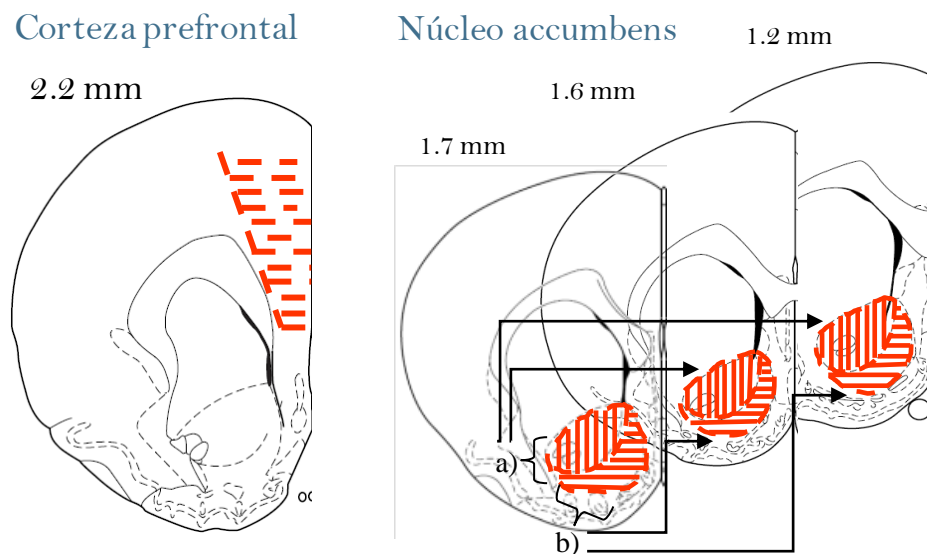 Corteza prefrontal
2.2 mm
Núcleo accumbens
1.2 mm
1.6 mm
1.7 mm
a)
b)